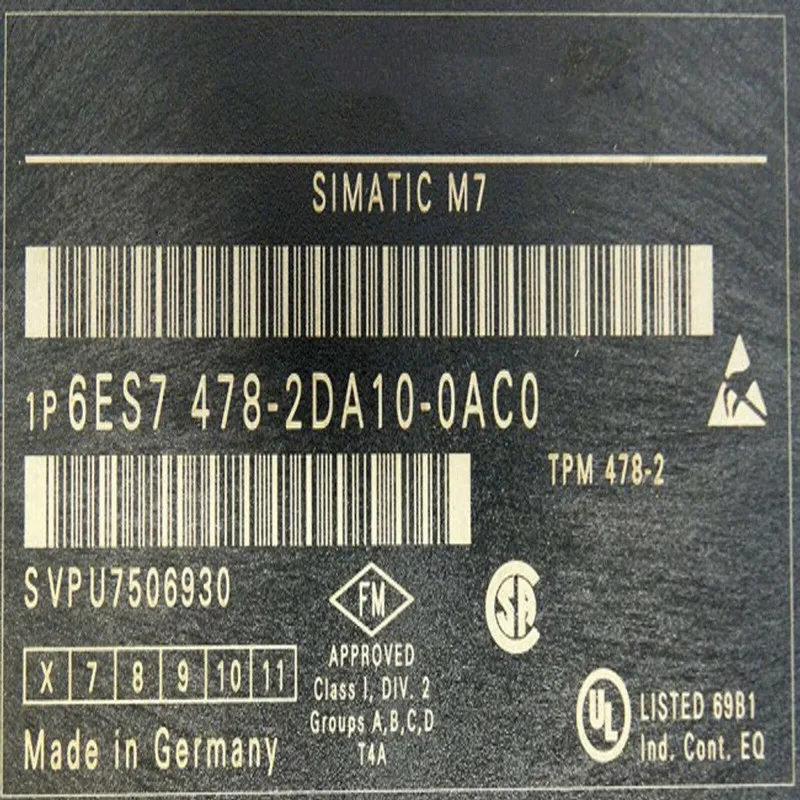 SIMATIC M7
1P 6ES7 478-2DA10-0AC0
TPM 478-2
SVPU7506930
FM
APPROVED
Class I, DIV. 2
Groups A,B,C,D
T4A
SA
X 7 8 9 10 11
Made in Germany
UL
LISTED 69B1
Ind. Cont. EQ